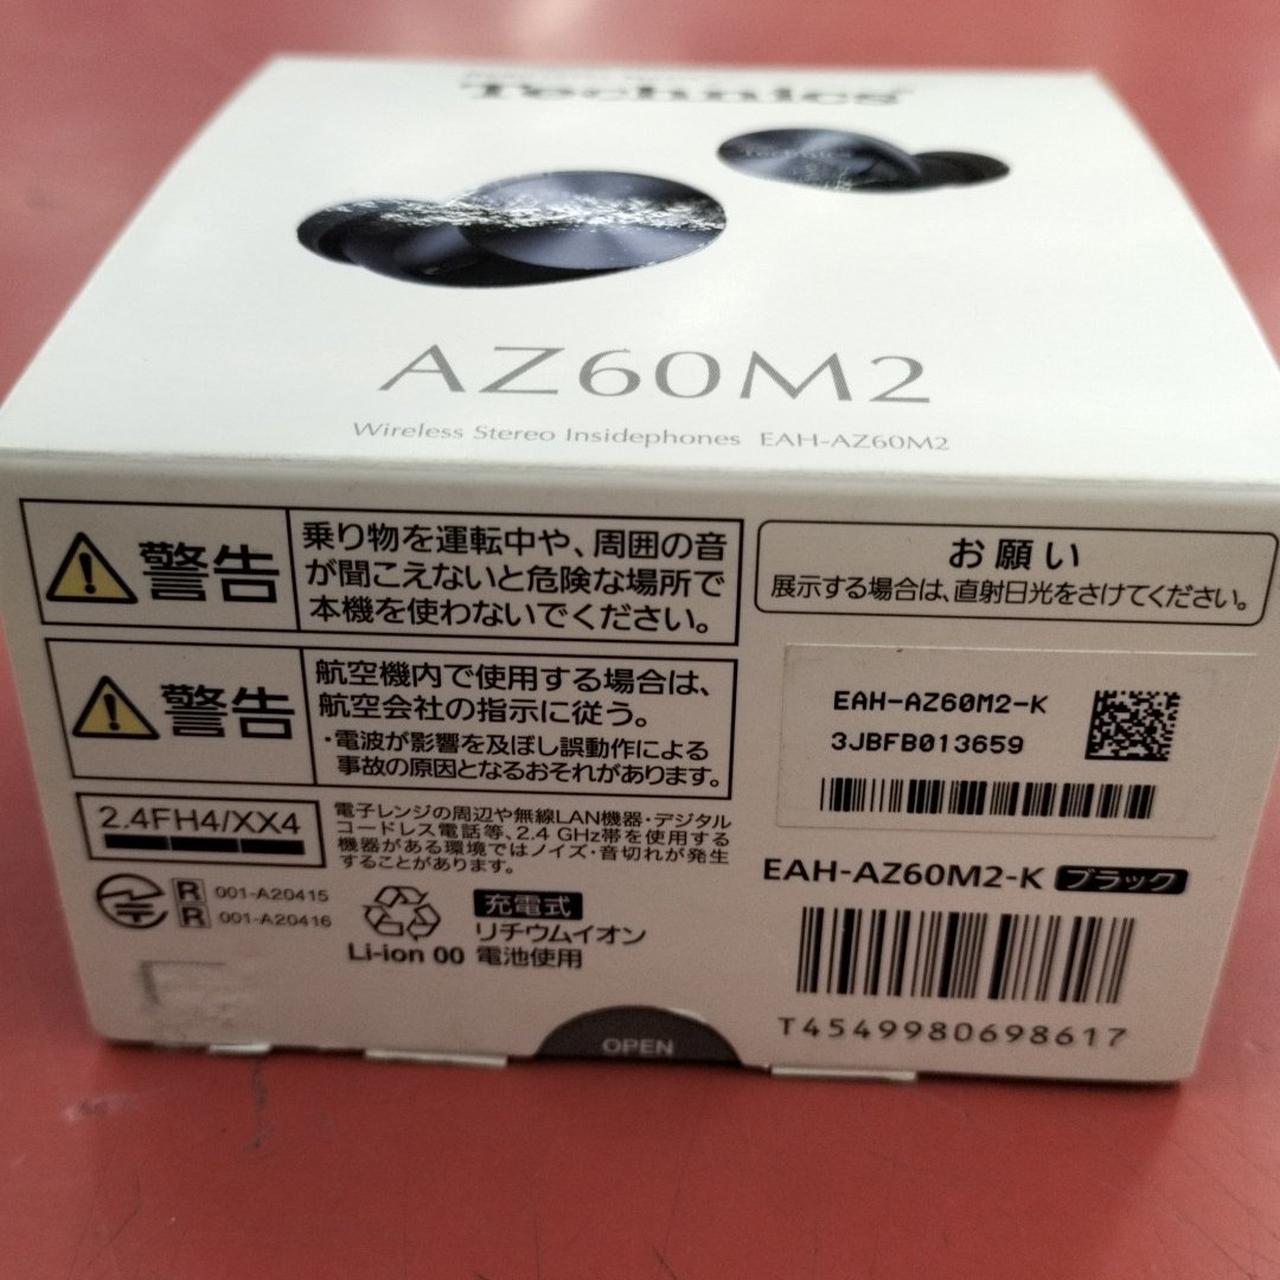 Technics
AZ60M2
Wireless Stereo Insidephones EAH-AZ60M2
警告
乗り物を運転中や、周囲の音
が聞こえないと危険な場所で
本機を使わないでください。
警告
航空機内で使用する場合は、
航空会社の指示に従う。
・電波が影響を及ぼし誤動作による
事故の原因となるおそれがあります。
2.4FH4/XX4
電子レンジの周辺や無線LAN機器・デジタル
コードレス電話等、2.4 GHz帯を使用する
機器がある環境ではノイズ・音切れが発生
することがあります。
R 001-A20415
R 001-A20416
Li-ion 00
充電式
リチウムイオン
電池使用
OPEN
お願い
展示する場合は、直射日光をさけてください。
EAH-AZ60M2-K
3JBFB013659
EAH-AZ60M2-K ブラック
T4549980698617